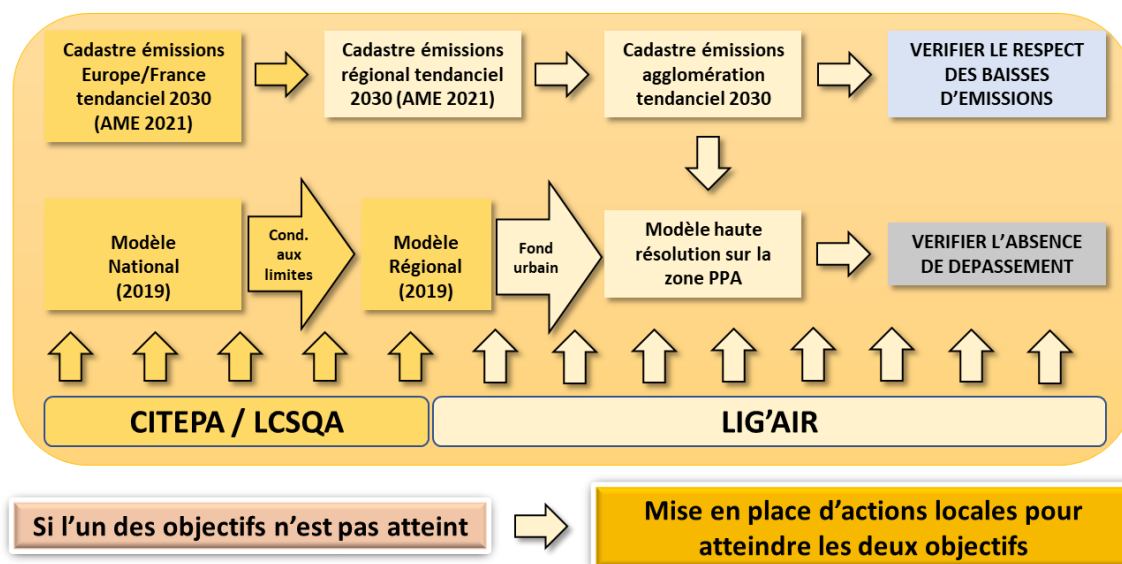 Cadastre émissions
Europe/France
tendanciel 2030
(AME 2021)
Cadastre émissions
régional tendanciel
2030 (AME 2021)
Cadastre émissions
agglomération
tendanciel 2030
VERIFIER LE RESPECT
DES BAISSES
D'EMISSIONS
Modèle
National
(2019)
Cond.
aux
limites
Modèle
Régional
(2019)
Fond
urbain
Modèle haute
résolution sur la
zone PPA
VERIFIER L'ABSENCE
DE DEPASSEMENT
CITEPA / LCSQA
LIG'AIR
Si l'un des objectifs n'est pas atteint
Mise en place d'actions locales pour
atteindre les deux objectifs